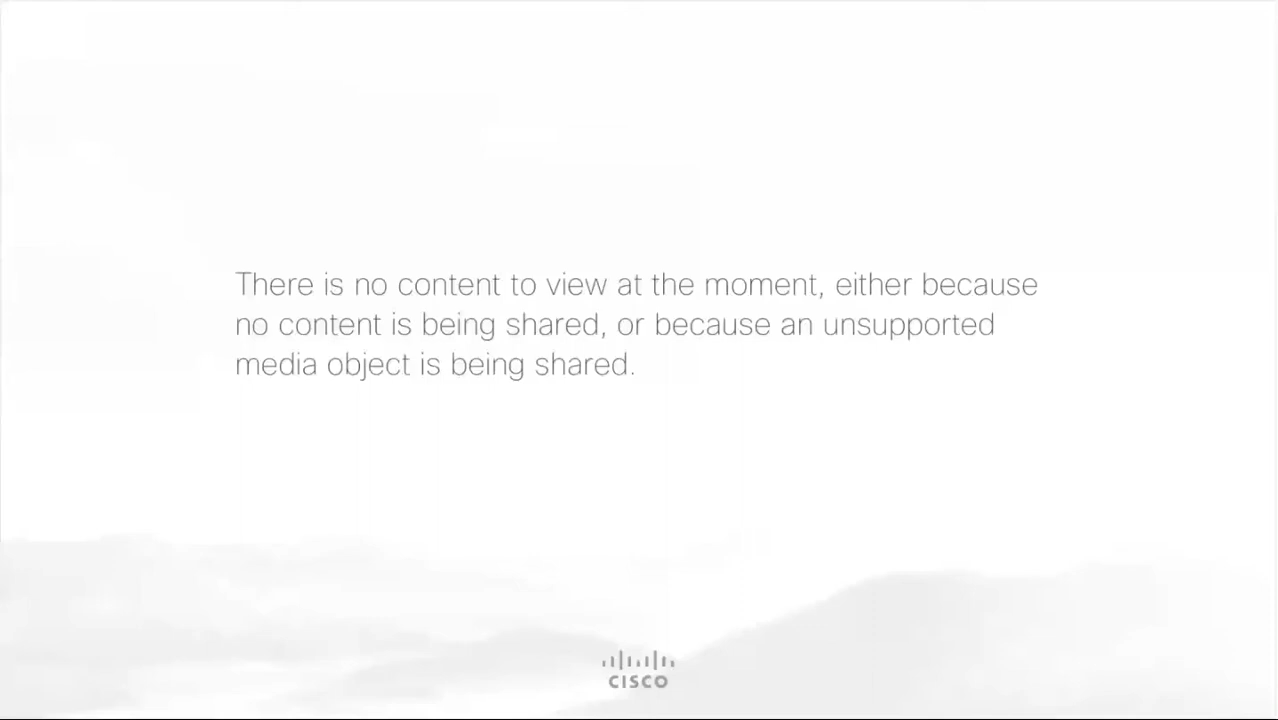 There is no content to view at the moment, either because
no content is being shared, or because an unsupported
media object is being shared.
CISCO